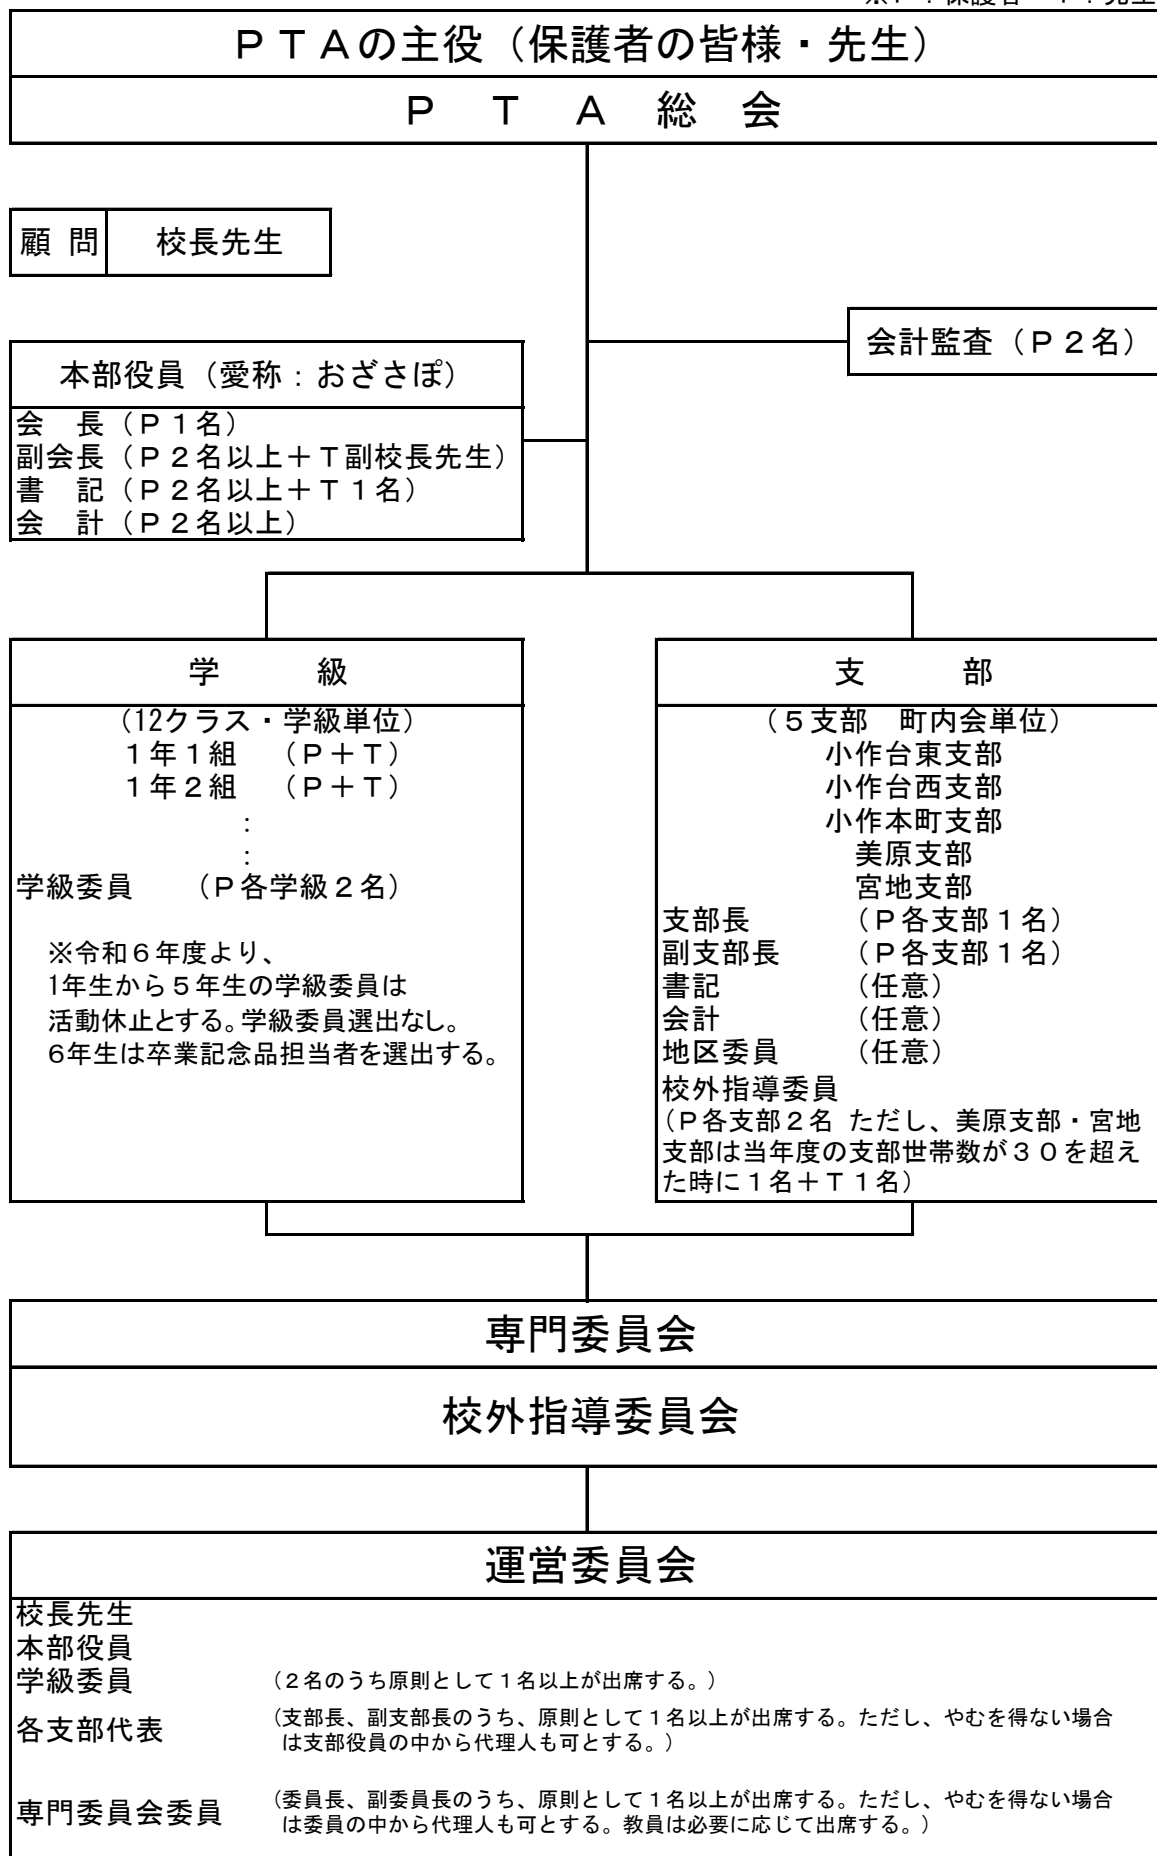 ＰＴＡの主役（保護者の皆様・先生）
Ｐ　Ｔ　Ａ　総　会
顧 問　校長先生
会計監査（Ｐ２名）
本部役員（愛称：おざさぽ）
会　長（Ｐ１名）
副会長（Ｐ２名以上＋Ｔ副校長先生）
書　記（Ｐ２名以上＋Ｔ１名）
会　計（Ｐ２名以上）
学　　　級
（12クラス・学級単位）
１年１組　（Ｐ＋Ｔ）
１年２組　（Ｐ＋Ｔ）
：
：
学級委員　　（Ｐ各学級２名）
※令和６年度より、
1年生から５年生の学級委員は
活動休止とする。学級委員選出なし。
６年生は卒業記念品担当者を選出する。
支　　　部
（５支部　町内会単位）
小作台東支部
小作台西支部
小作本町支部
美原支部
宮地支部
支部長　　　（Ｐ各支部１名）
副支部長　　（Ｐ各支部１名）
書記　　　　（任意）
会計　　　　（任意）
地区委員　　（任意）
校外指導委員
（Ｐ各支部２名 ただし、美原支部・宮地
支部は当年度の支部世帯数が３０を超え
た時に１名＋Ｔ１名）
専門委員会
校外指導委員会
運営委員会
校長先生
本部役員
学級委員　（２名のうち原則として１名以上が出席する。）
各支部代表　（支部長、副支部長のうち、原則として１名以上が出席する。ただし、やむを得ない場合
は支部役員の中から代理人も可とする。）
専門委員会委員　（委員長、副委員長のうち、原則として１名以上が出席する。ただし、やむを得ない場合
は委員の中から代理人も可とする。教員は必要に応じて出席する。）